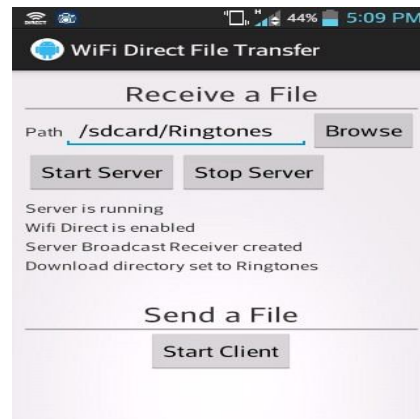 44% 5:09 PM
WiFi Direct File Transfer
Receive a File
Path /sdcard/Ringtones Browse
Start Server Stop Server
Server is running
Wifi Direct is enabled
Server Broadcast Receiver created
Download directory set to Ringtones
Send a File
Start Client